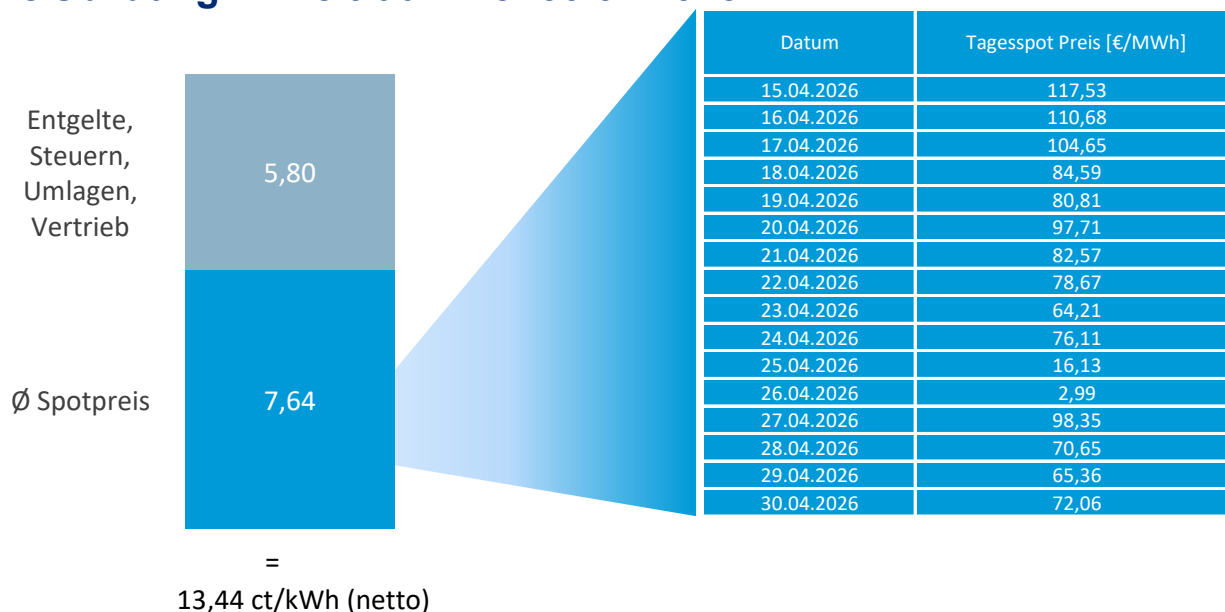 Entgelte,
Steuern,
Umlagen,
Vertrieb
5,80
Ø Spotpreis
7,64
=
13,44 ct/kWh (netto)
Datum Tagesspot Preis [€/MWh]
15.04.2026 117,53
16.04.2026 110,68
17.04.2026 104,65
18.04.2026 84,59
19.04.2026 80,81
20.04.2026 97,71
21.04.2026 82,57
22.04.2026 78,67
23.04.2026 64,21
24.04.2026 76,11
25.04.2026 16,13
26.04.2026 2,99
27.04.2026 98,35
28.04.2026 70,65
29.04.2026 65,36
30.04.2026 72,06